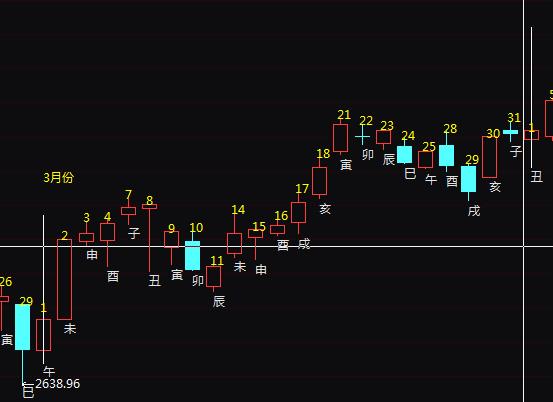 31
1
5
30
子
28
29
丑
24
25
亥
21
22
23
酉
18
巳
午
戌
寅
卯
辰
17
亥
16
14
15
戌
3月份
7
8
酉
3
4
9
10
未
申
2
子
11
申
寅
卯
酉
丑
辰
26
29
1
未
寅
午
2638.96
巳